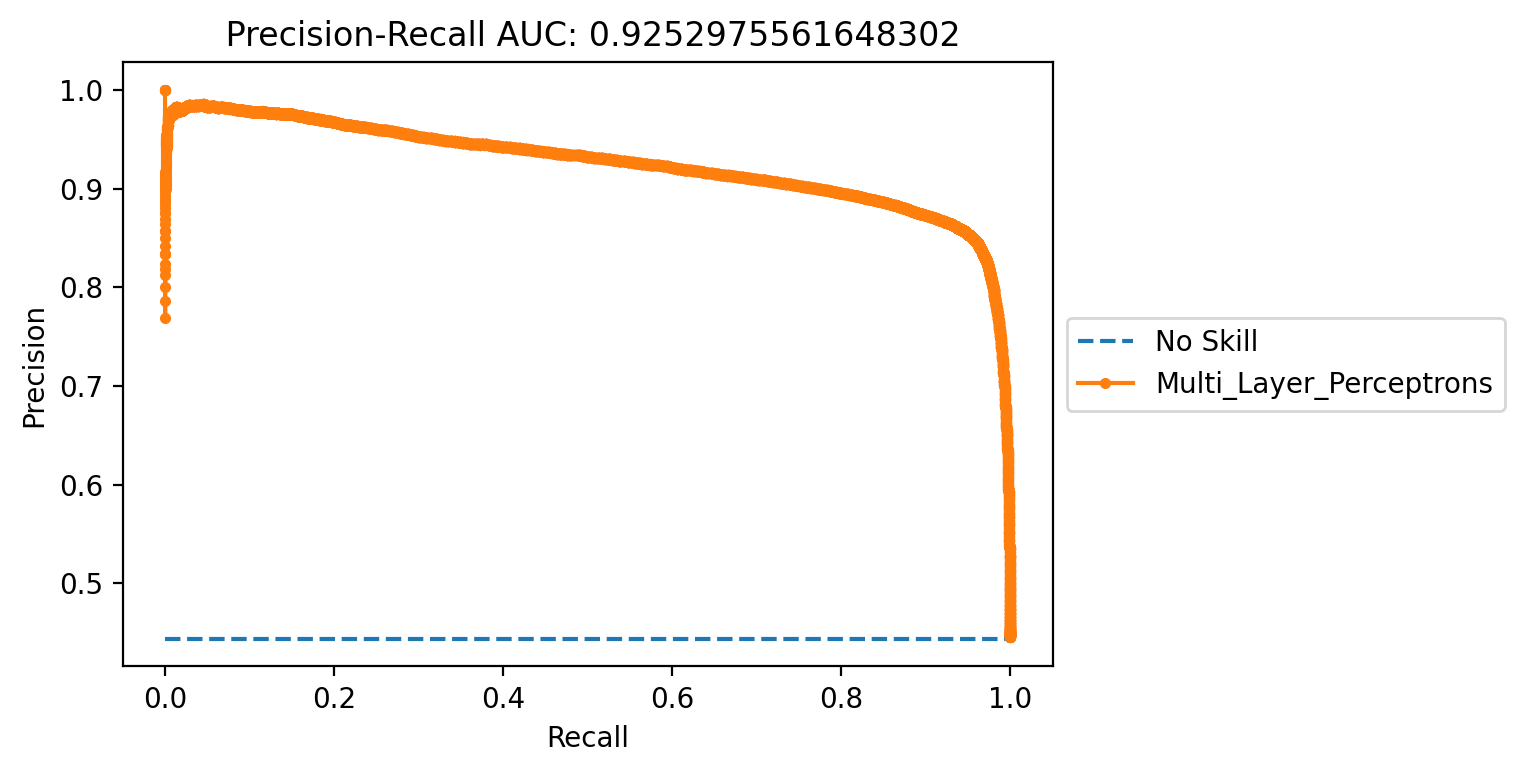 Precision-Recall AUC: 0.9252975561648302
1.0
0.9
0.8
0.7
0.6
0.5
Precision
0.0 0.2 0.4 0.6 0.8 1.0
Recall
No Skill
Multi_Layer_Perceptrons